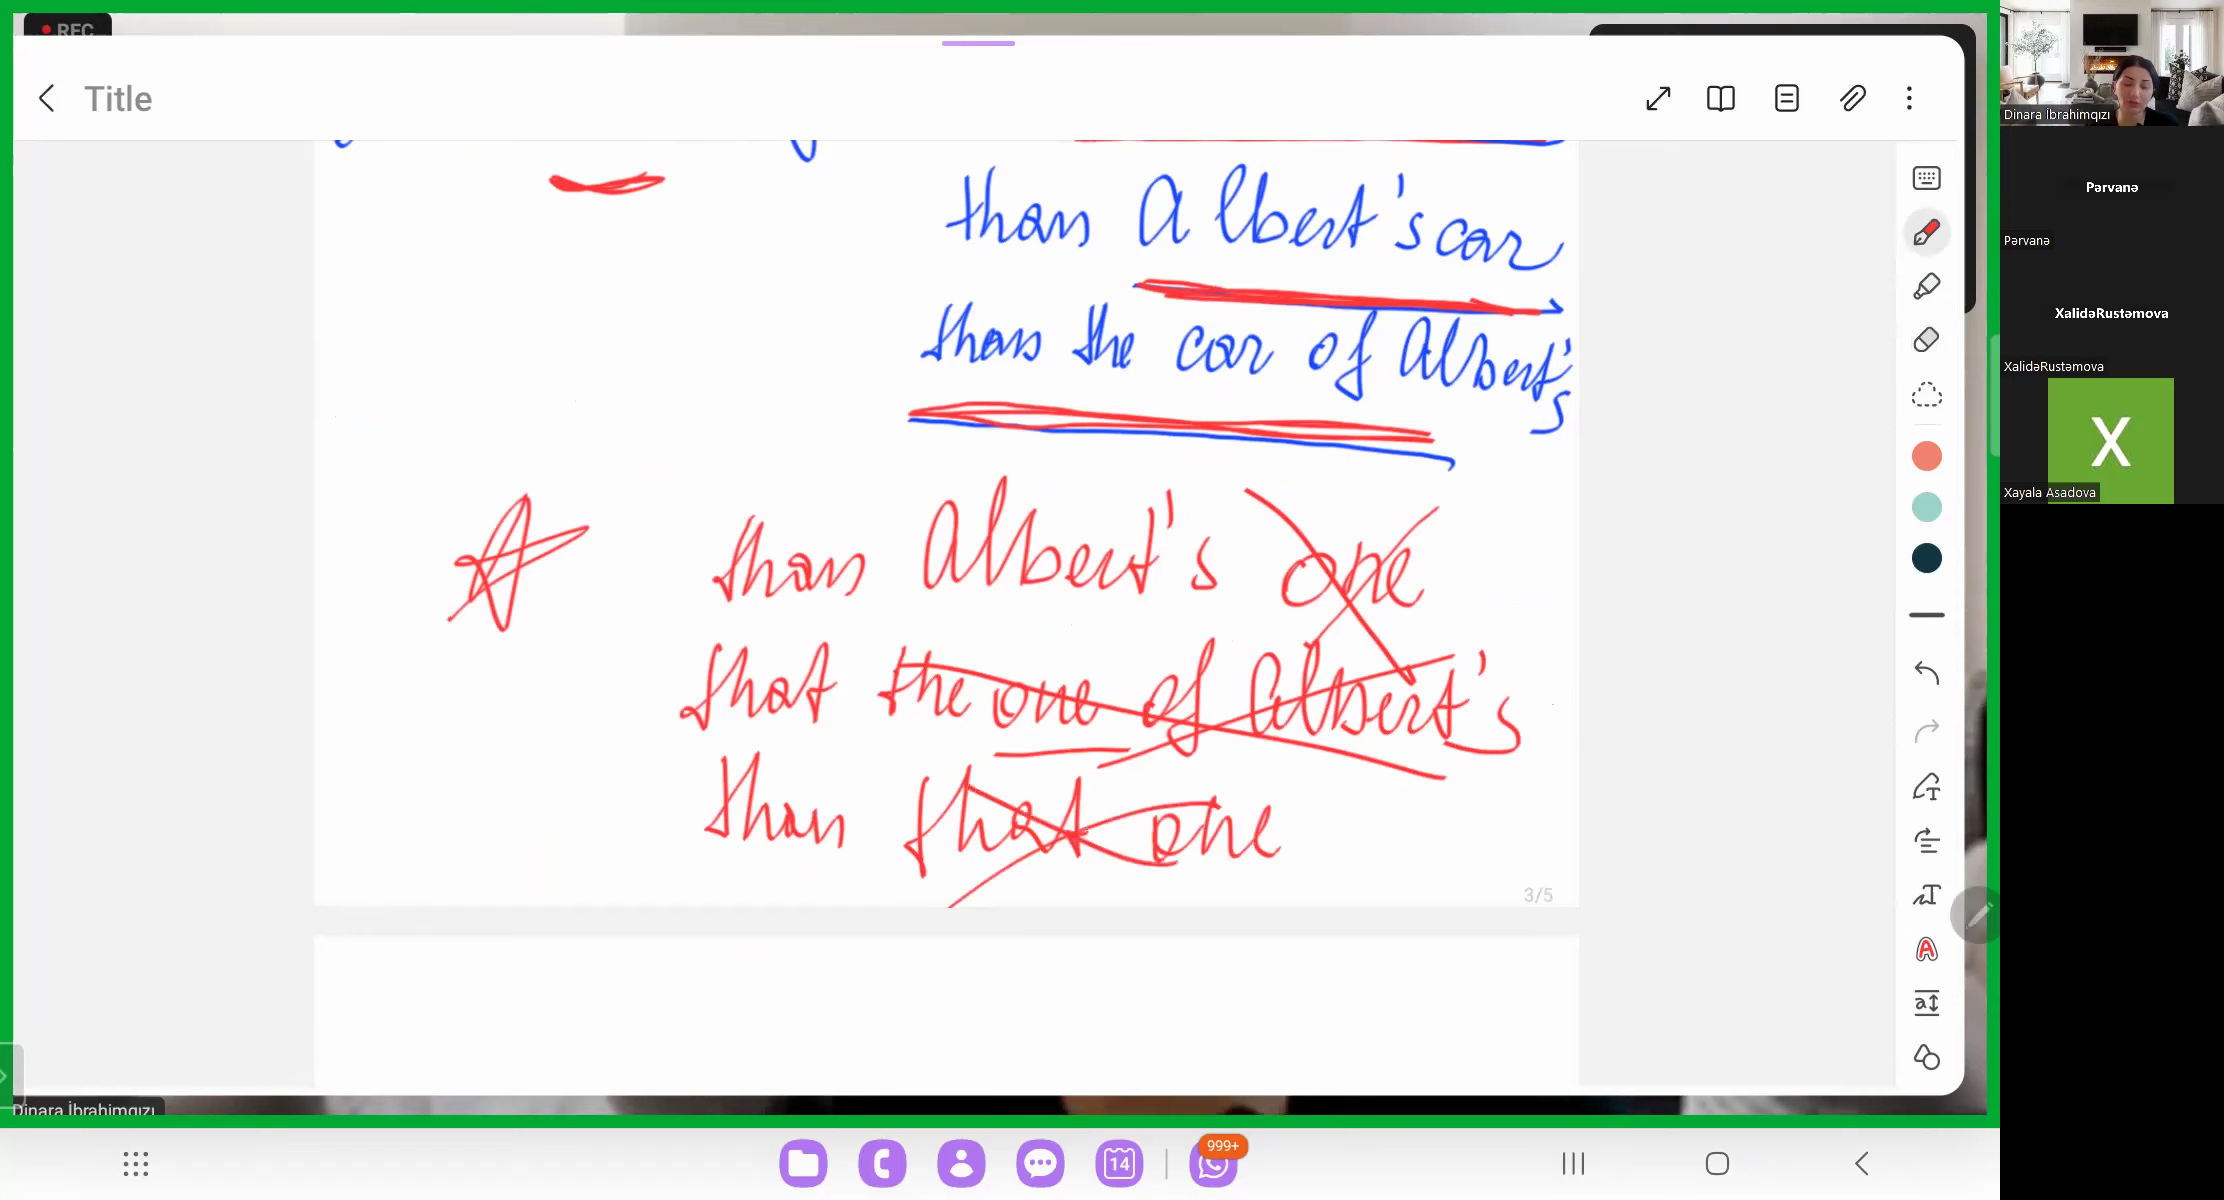 REC
Title
than Albert's car
than the car of Albert's
than Albert's one
that the one of Albert's
than that one
3/5
Dinara İbrahimqızı
999+
14
Dinara İbrahimqızı
Pərvanə
Pərvanə
XalidəRustəmova
XalidəRustəmova
X
Xayala Asadova